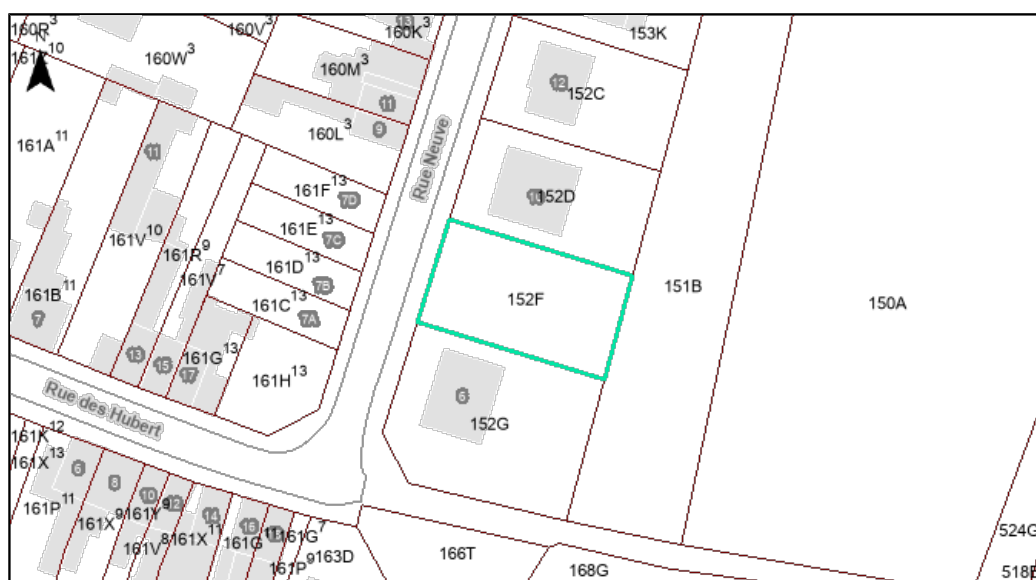 160R³
160V³
13
160K³
153K
N
161Y¹⁰
160W³
160M³
12
152C
11
9
160L³
Rue Neuve
161A¹¹
11
161F¹³
7D
10
152D
161E¹³
7C
161V¹⁰
161R⁹
161D¹³
7B
161V⁷
161B¹¹
161C¹³
7A
7
152F
151B
150A
13
15
17
161G¹³
161H¹³
6
152G
Rue des Hubert
161K¹²
161X¹³
6
8
10
12
14
16
161P¹¹
161X⁹
161Y⁹
161V⁸
161X¹¹
161G¹¹
161G⁷
161P⁹
163D
166T
168G
524G